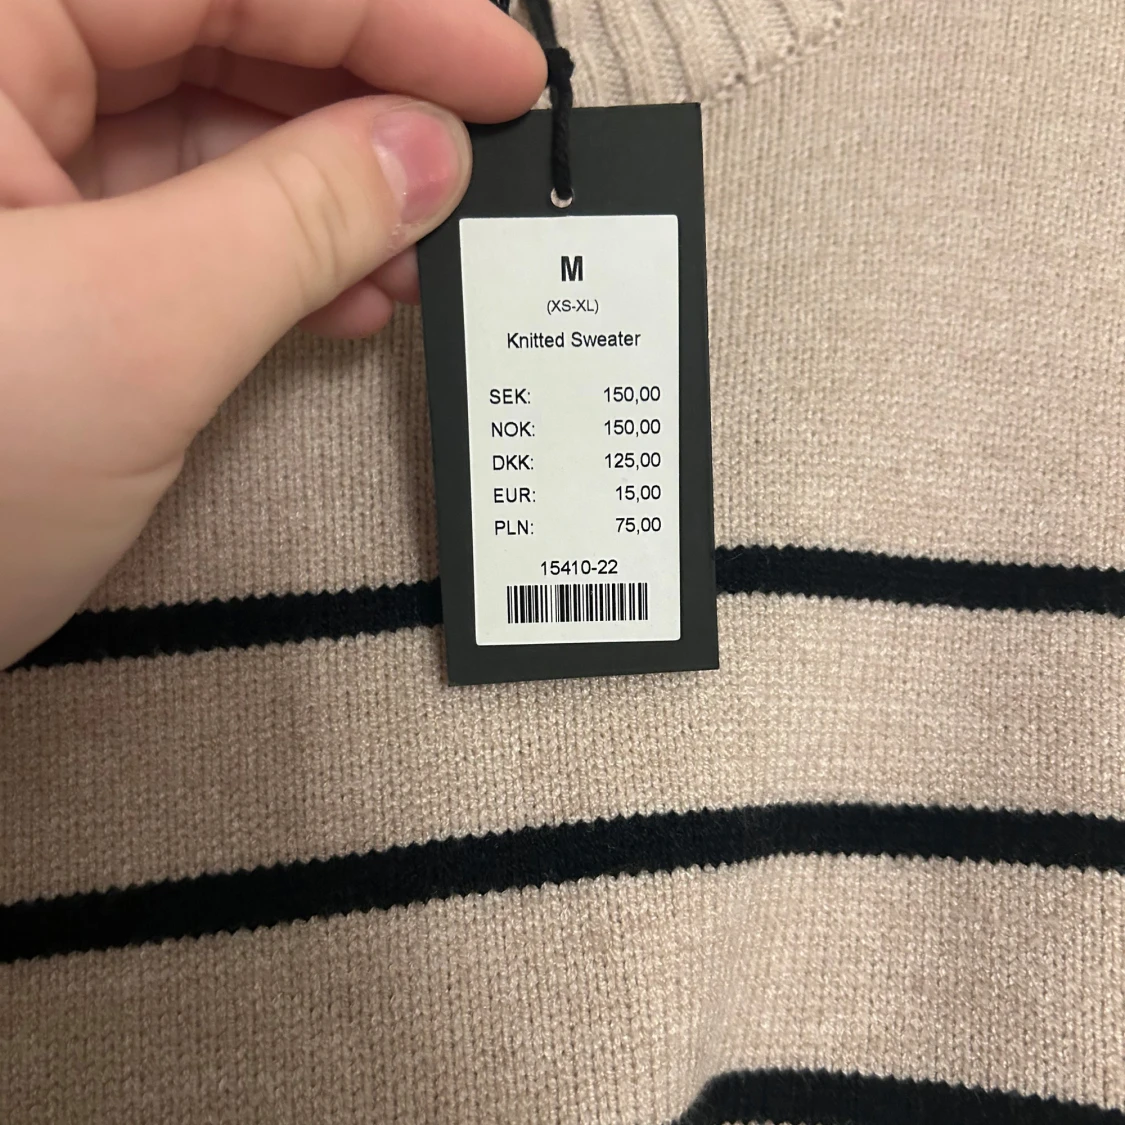 M
(XS-XL)
Knitted Sweater
SEK: 150,00
NOK: 150,00
DKK: 125,00
EUR: 15,00
PLN: 75,00
15410-22